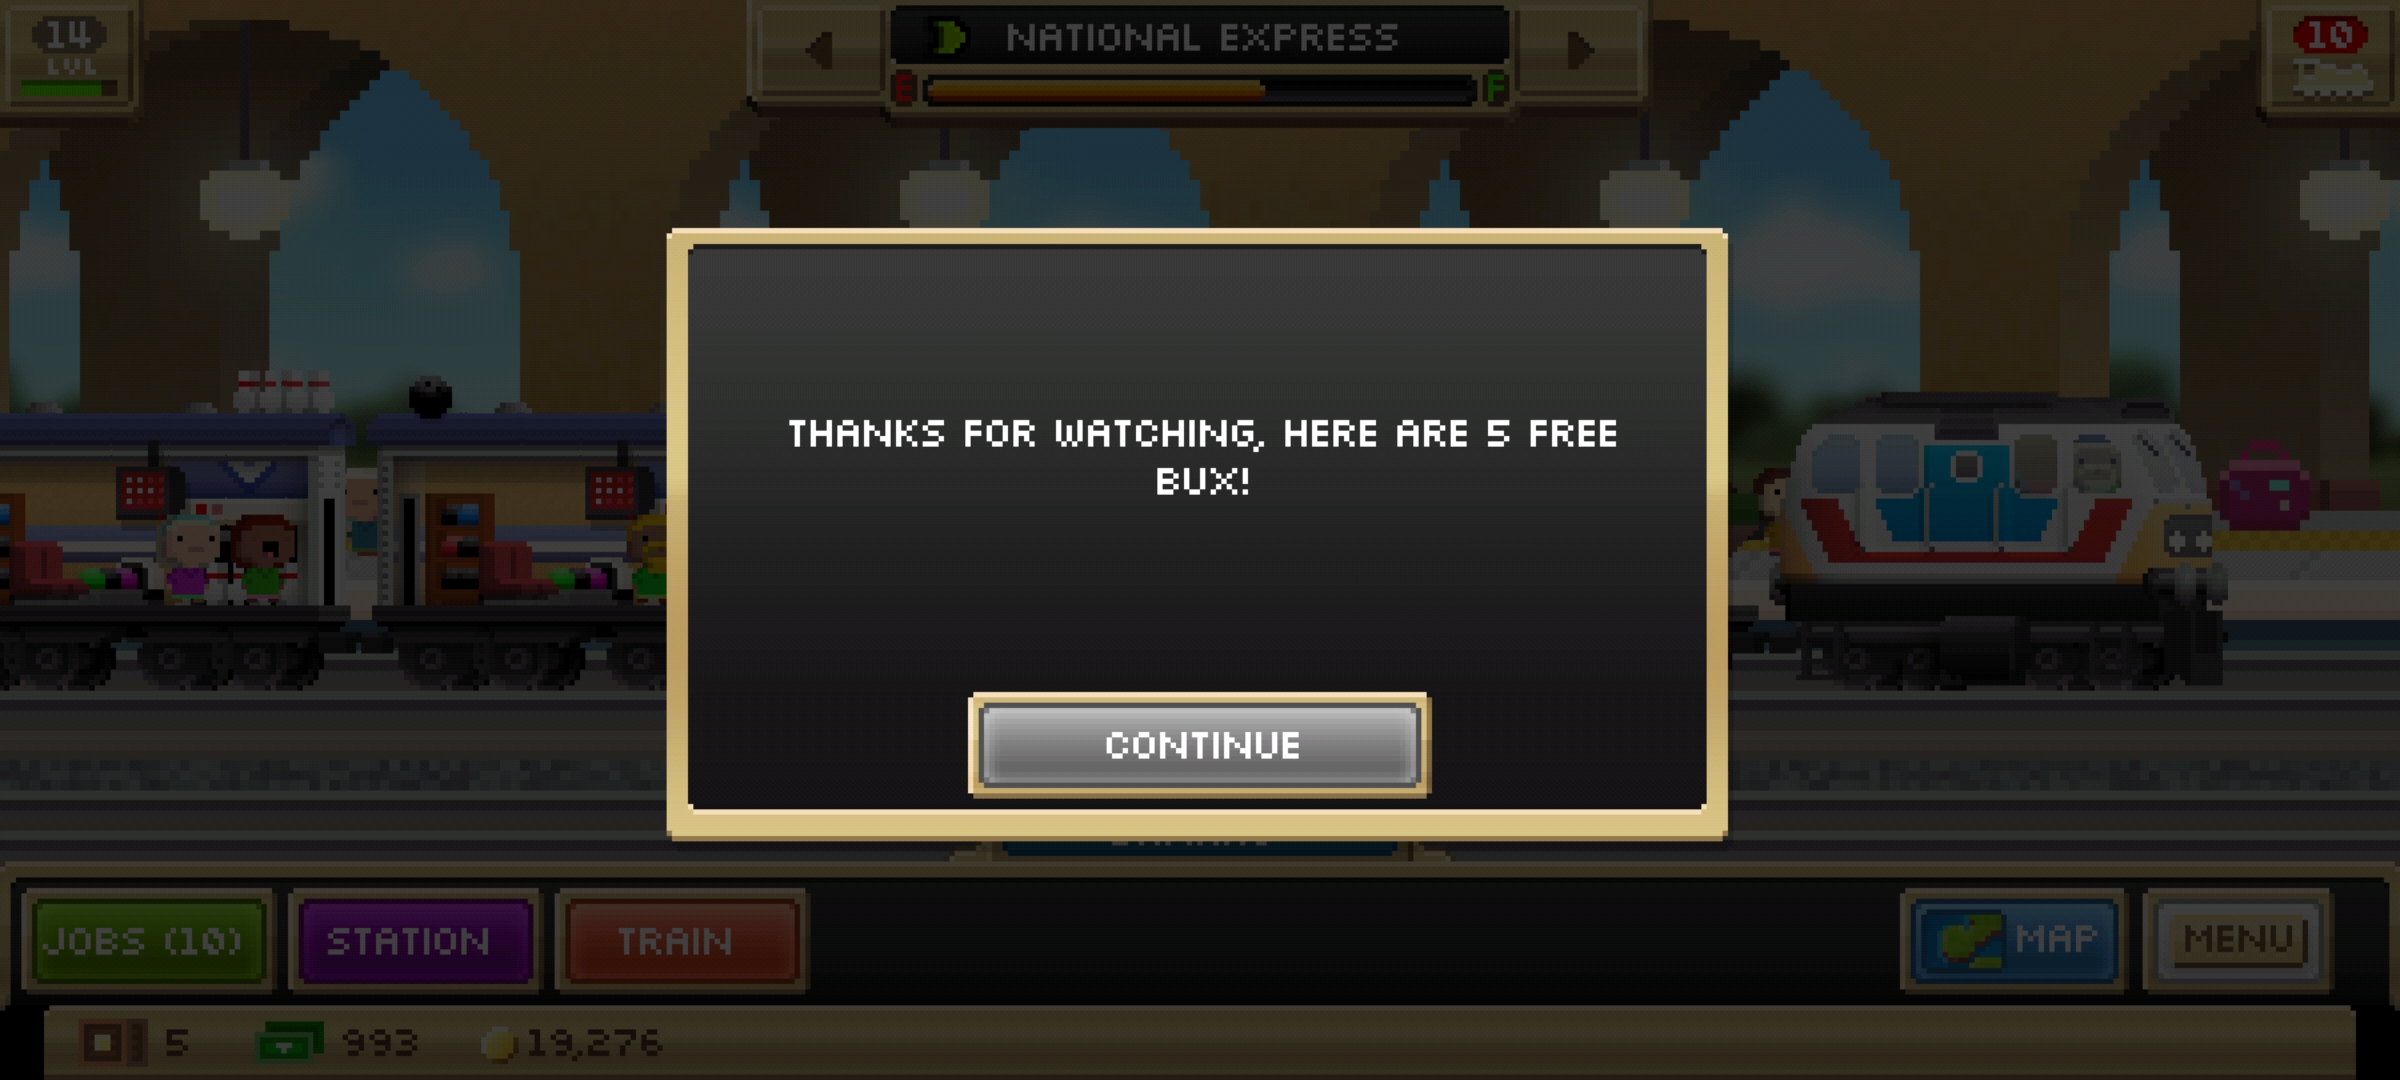 14
LVL
NATIONAL EXPRESS
E F
10
THANKS FOR WATCHING, HERE ARE 5 FREE
BUX!
CONTINUE
JOBS (10) STATION TRAIN MAP MENU
5 993 19,276